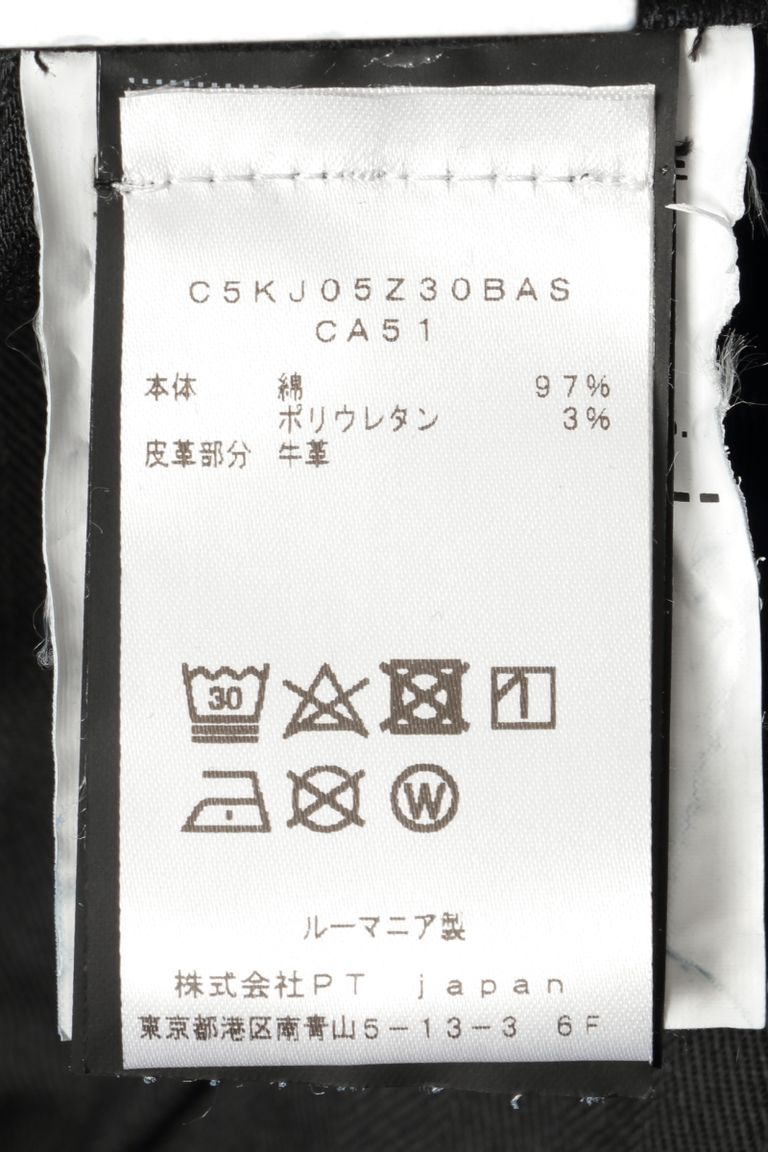 C5KJ05Z30BAS
CA51
本体 綿 97%
ポリウレタン 3%
皮革部分 牛革
30
W
ルーマニア製
株式会社PT japan
東京都港区南青山5-13-3 6F